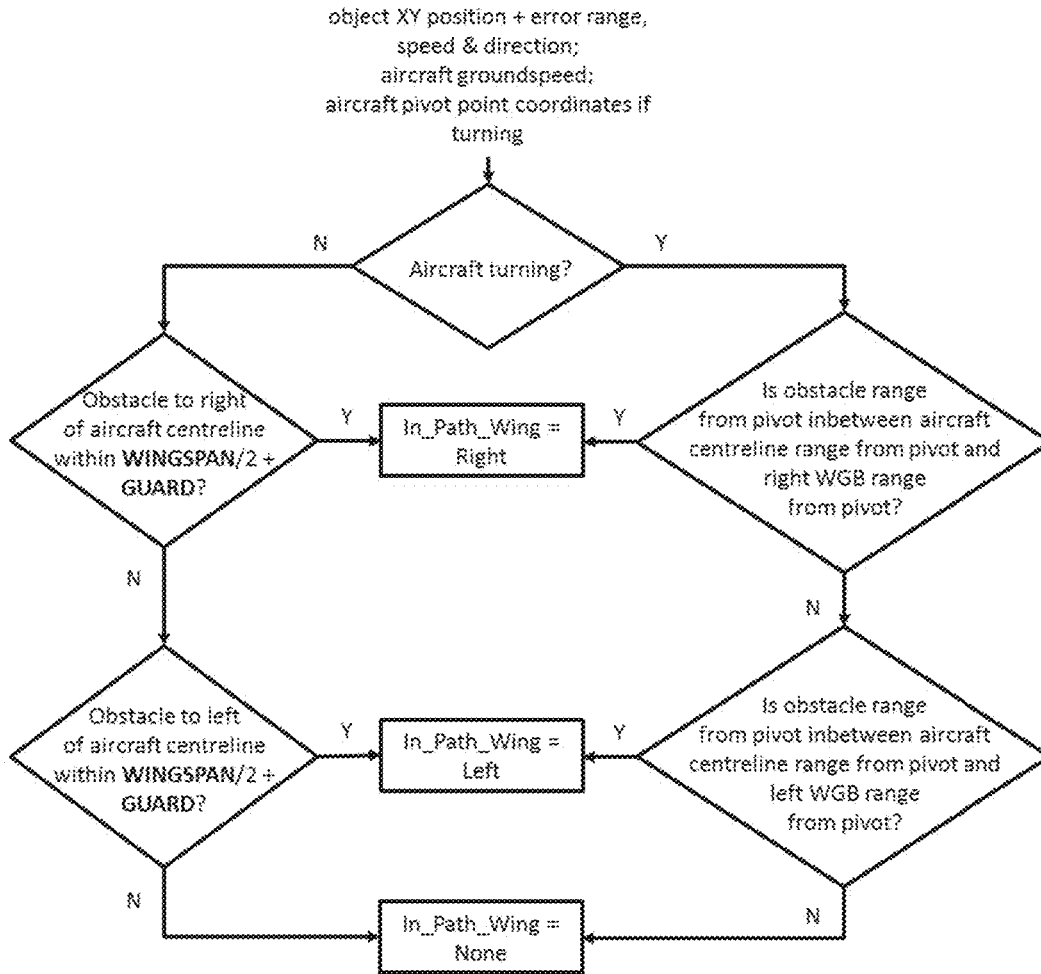 object XY position + error range,
speed & direction;
aircraft groundspeed;
aircraft pivot point coordinates if
turning
N
Y
Aircraft turning?
Obstacle to right
of aircraft centreline
within WINGSPAN/2 +
GUARD?
Y
In_Path_Wing =
Right
Y
Is obstacle range
from pivot inbetween aircraft
centreline range from pivot and
right WGB range
from pivot?
N
N
Obstacle to left
of aircraft centreline
within WINGSPAN/2 +
GUARD?
Y
In_Path_Wing =
Left
Y
Is obstacle range
from pivot inbetween aircraft
centreline range from pivot and
left WGB range
from pivot?
N
N
In_Path_Wing =
None